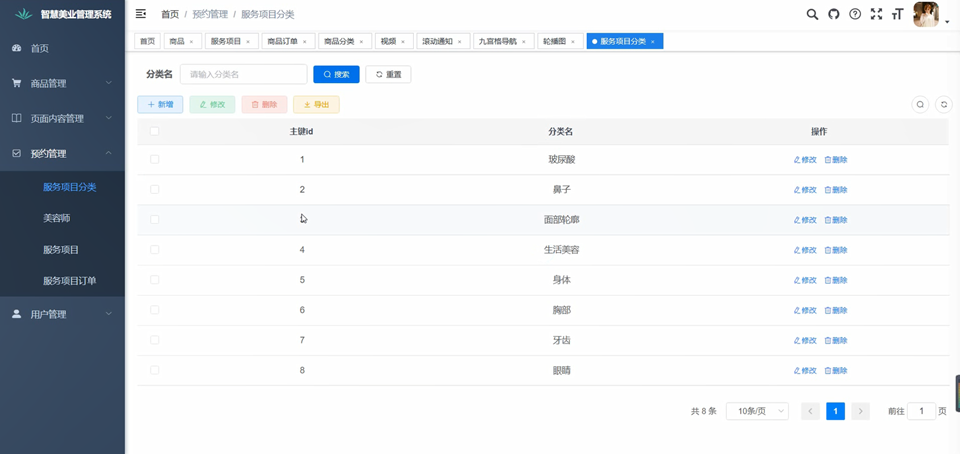 智慧美业管理系统
首页 / 预约管理 / 服务项目分类
首页 商品 × 服务项目 × 商品订单 × 商品分类 × 视频 × 滚动通知 × 九宫格导航 × 轮播图 × 服务项目分类 ×
首页
商品管理
页面内容管理
预约管理
服务项目分类
美容师
服务项目
服务项目订单
用户管理
分类名 请输入分类名 搜索 重置
+ 新增 修改 删除 导出
主键id 分类名 操作
1 玻尿酸 修改 删除
2 鼻子 修改 删除
面部轮廓 修改 删除
4 生活美容 修改 删除
5 身体 修改 删除
6 胸部 修改 删除
7 牙齿 修改 删除
8 眼睛 修改 删除
共 8 条 10条/页 < 1 > 前往 1 页